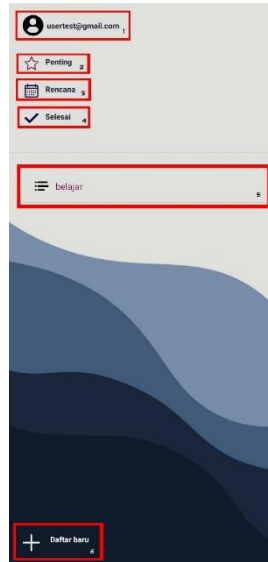 usertest@gmail.com 1
Penting 2
Rencana 3
Selesai 4
belajar 5
Daftar baru 6